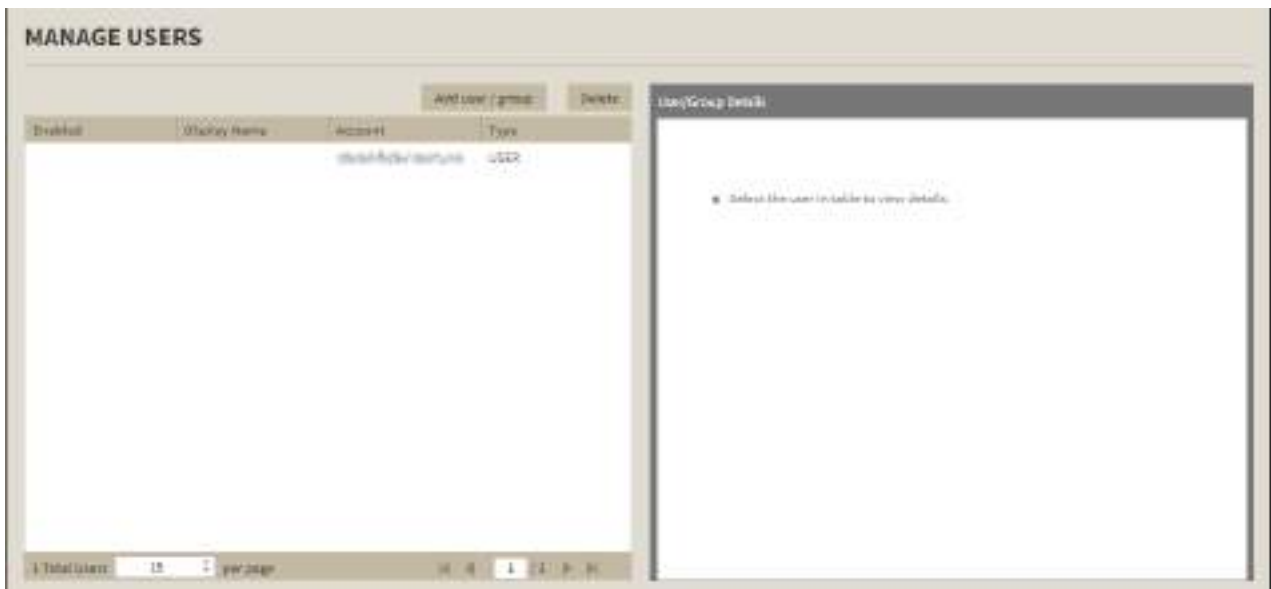 MANAGE USERS
Add user / group Delete
Enabled Display Name Account Type
USER
1 Total Users 15 per page 1 / 1
User/Group Details
Select the user in table to view details.